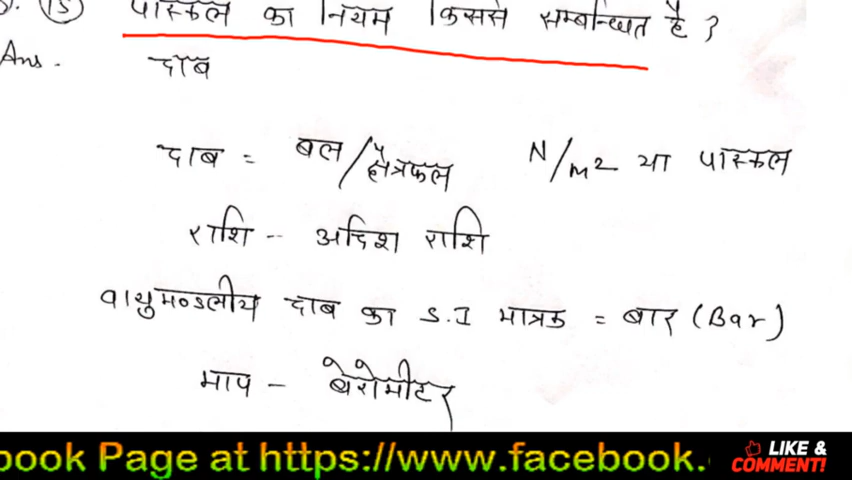 (15) पास्कल का नियम किससे सम्बन्धित है ?
Ans. दाब
दाब = बल/क्षेत्रफल N/m2 या पास्कल
राशि - अदिश राशि
वायुमण्डलीय दाब का S.I मात्रक = बार (Bar)
माप - बैरोमीटर
book Page at https://www.facebook.
LIKE &
COMMENT!